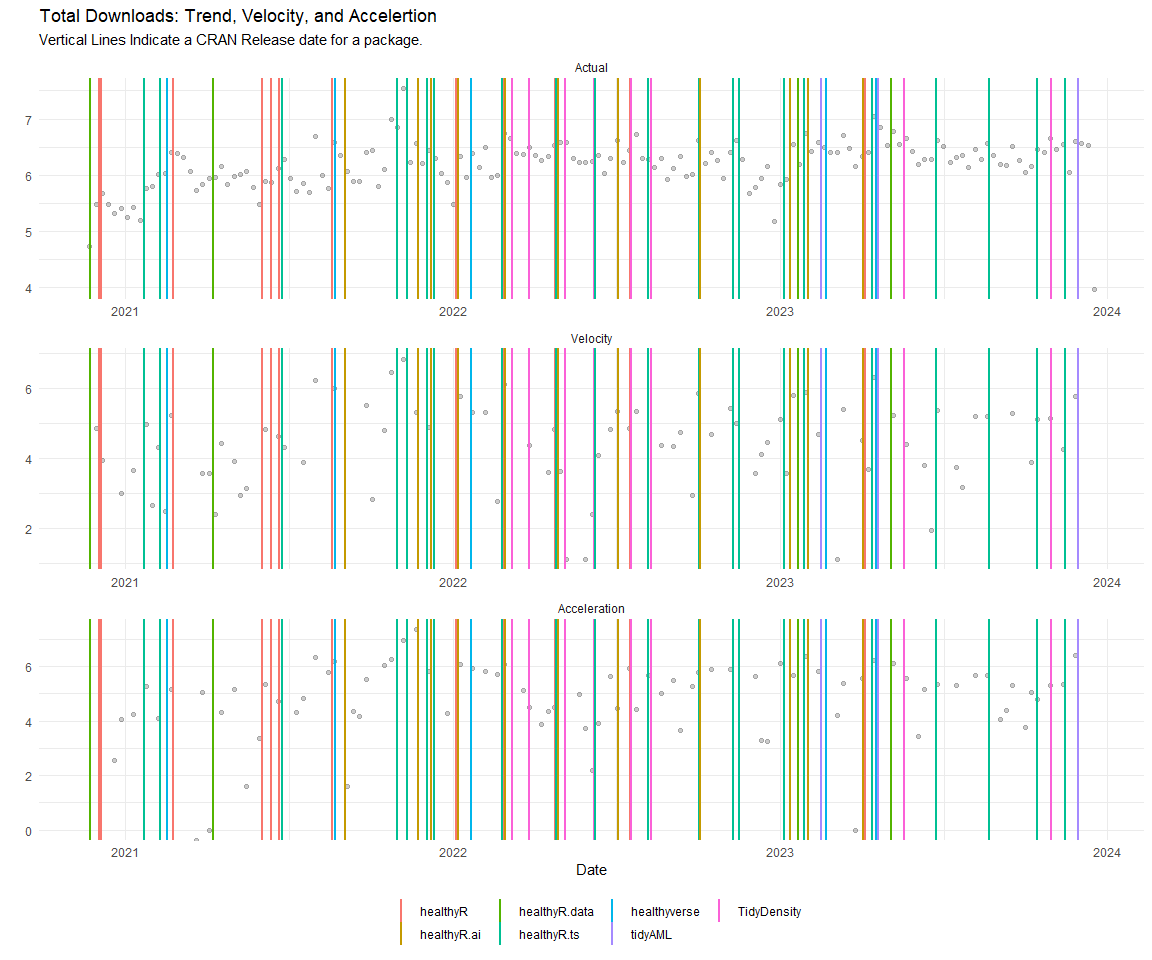 Total Downloads: Trend, Velocity, and Accelertion
Vertical Lines Indicate a CRAN Release date for a package.
Actual
7
6
5
4
2021 2022 2023 2024
Velocity
6
4
2
2021 2022 2023 2024
Acceleration
6
4
2
0
2021 2022 2023 2024
Date
healthyR healthyR.data healthyverse TidyDensity
healthyR.ai healthyR.ts tidyAML